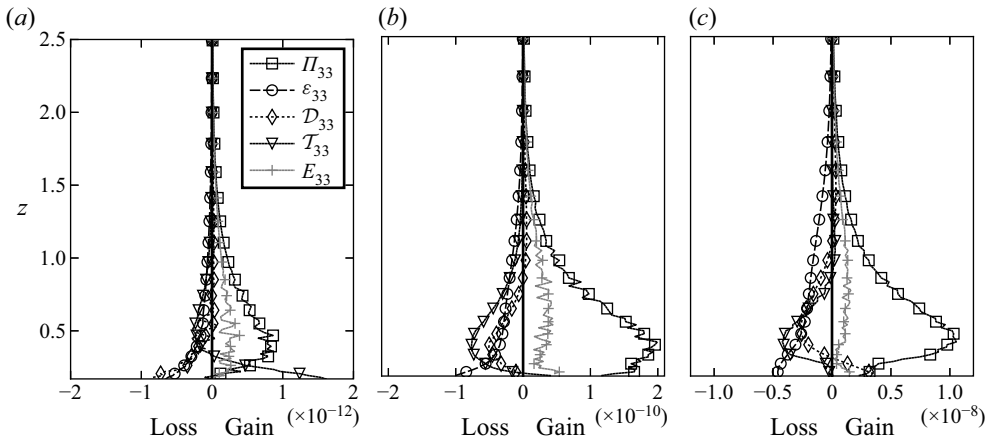 (a) (b) (c)
2.5
2.0
1.5
1.0
0.5
z
Π33
ε33
𝒟33
𝒯33
E33
−2 −1 0 1 2
(×10−12)
Loss Gain
−2 −1 0 1 2
(×10−10)
Loss Gain
−1.0 −0.5 0 0.5 1.0
(×10−8)
Loss Gain